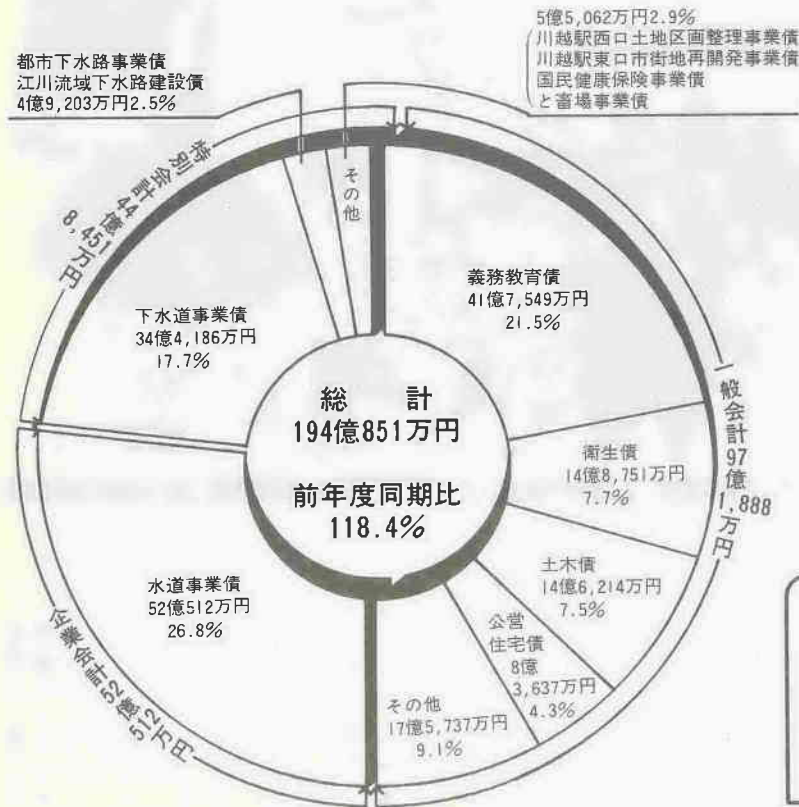 5億5,062万円2.9%
川越駅西口土地区画整理事業債
川越駅東口市街地再開発事業債
国民健康保険事業債
と畜場事業債
都市下水路事業債
江川流域下水路建設債
4億9,203万円2.5%
特別会計44億8,451万円
その他
義務教育債
41億7,549万円
21.5%
下水道事業債
34億4,186万円
17.7%
総計
194億851万円
前年度同期比
118.4%
一般会計97億1,888万円
衛生債
14億8,751万円
7.7%
土木債
14億6,214万円
7.5%
公営
住宅債
8億
3,637万円
4.3%
その他
17億5,737万円
9.1%
水道事業債
52億512万円
26.8%
企業会計52億512万円